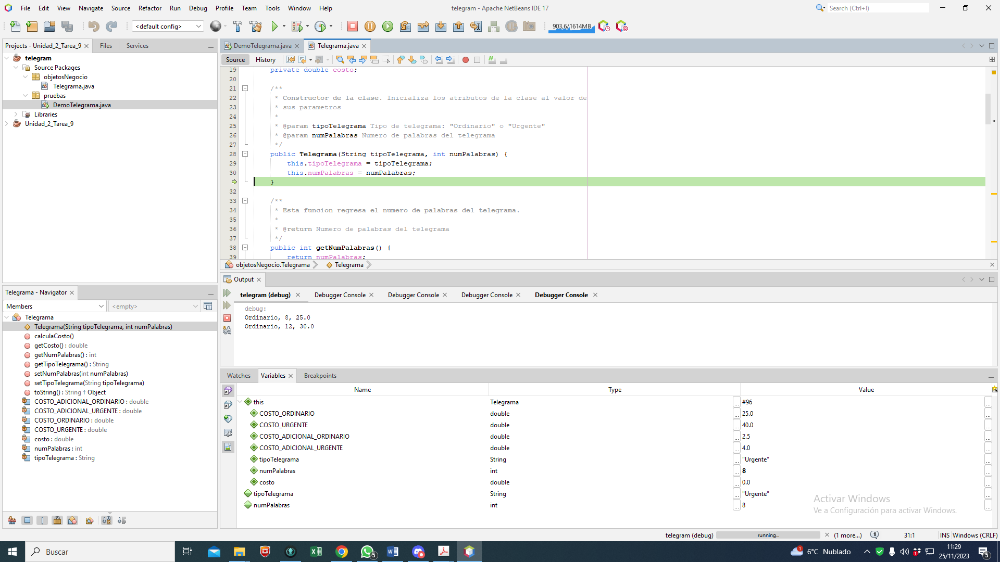 File Edit View Navigate Source Refactor Run Debug Profile Team Tools Window Help
telegram - Apache NetBeans IDE 17
Search (Ctrl+I)
<default config>
903,6/1614MB
Projects - Unidad_2_Tarea_9
Files
Services
telegram
Source Packages
objetosNegocio
Telegrama.java
pruebas
DemoTelegrama.java
Libraries
Unidad_2_Tarea_9
DemoTelegrama.java
Telegrama.java
Source
History
19 private double costo;
20
21 /**
22 * Constructor de la clase. Inicializa los atributos de la clase al valor de
23 * sus parametros
24 *
25 * @param tipoTelegrama Tipo de telegrama: "Ordinario" o "Urgente"
26 * @param numPalabras Numero de palabras del telegrama
27 */
28 public Telegrama(String tipoTelegrama, int numPalabras) {
29 this.tipoTelegrama = tipoTelegrama;
30 this.numPalabras = numPalabras;
}
32
33 /**
34 * Esta funcion regresa el numero de palabras del telegrama.
35 *
36 * @return Numero de palabras del telegrama
37 */
38 public int getNumPalabras() {
39 return numPalabras;
objetosNegocio.Telegrama
Telegrama
Telegrama - Navigator
Members
<empty>
Telegrama
Telegrama(String tipoTelegrama, int numPalabras)
calculaCosto()
getCosto() : double
getNumPalabras() : int
getTipoTelegrama() : String
setNumPalabras(int numPalabras)
setTipoTelegrama(String tipoTelegrama)
toString() : String ↑ Object
COSTO_ADICIONAL_ORDINARIO : double
COSTO_ADICIONAL_URGENTE : double
COSTO_ORDINARIO : double
COSTO_URGENTE : double
costo : double
numPalabras : int
tipoTelegrama : String
Output
telegram (debug)
Debugger Console
Debugger Console
Debugger Console
Debugger Console
debug:
Ordinario, 8, 25.0
Ordinario, 12, 30.0
Watches
Variables
Breakpoints
Name Type Value
this Telegrama ... #96 ...
COSTO_ORDINARIO double ... 25.0 ...
COSTO_URGENTE double ... 40.0 ...
COSTO_ADICIONAL_ORDINARIO double ... 2.5 ...
COSTO_ADICIONAL_URGENTE double ... 4.0 ...
tipoTelegrama String ... "Urgente" ...
numPalabras int ... 8 ...
costo double ... 0.0 ...
tipoTelegrama String ... "Urgente" ...
numPalabras int ... 8 ...
Activar Windows
Ve a Configuración para activar Windows.
telegram (debug)
running...
(1 more...)
1
31:1
INS
Windows (CRLF)
Buscar
5
1
6°C Nublado
11:29
25/11/2023
5